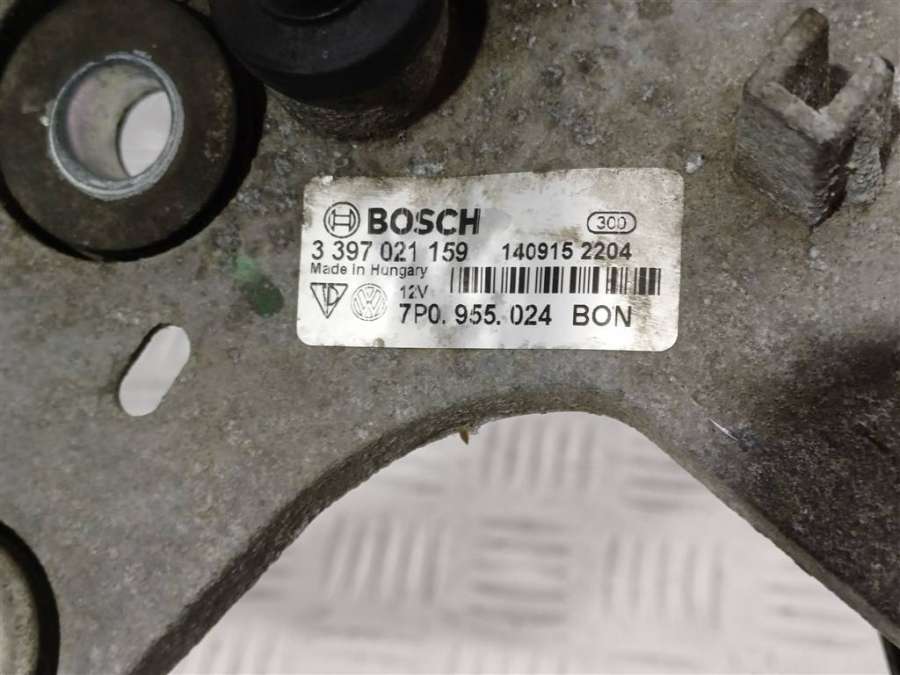 BOSCH 300
3 397 021 159 140915 2204
Made in Hungary
12V
7P0. 955. 024 BON